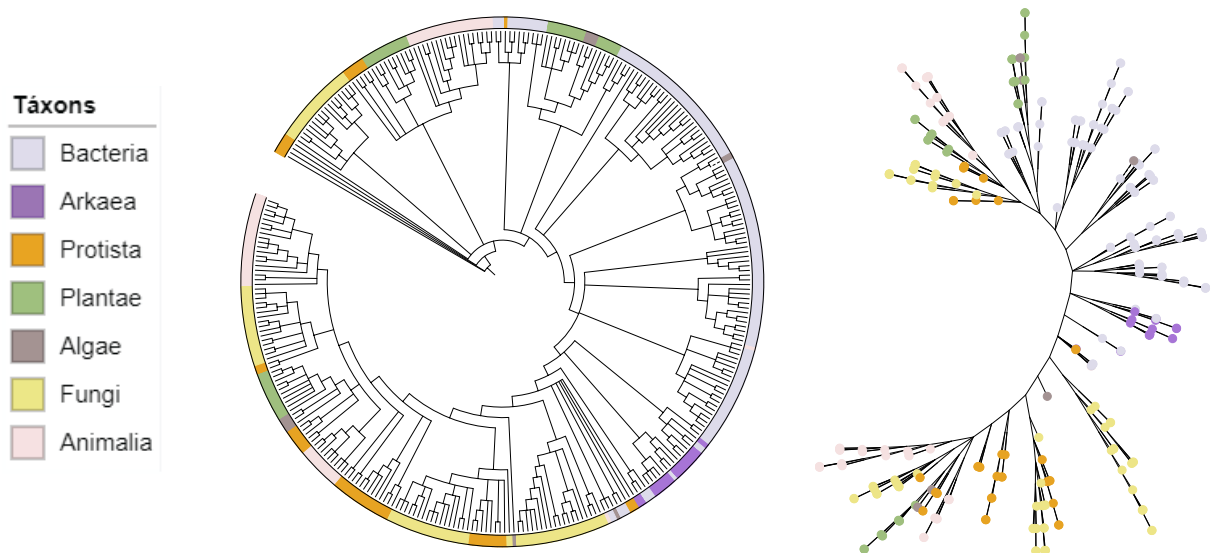 Táxons
Bacteria
Arkaea
Protista
Plantae
Algae
Fungi
Animalia